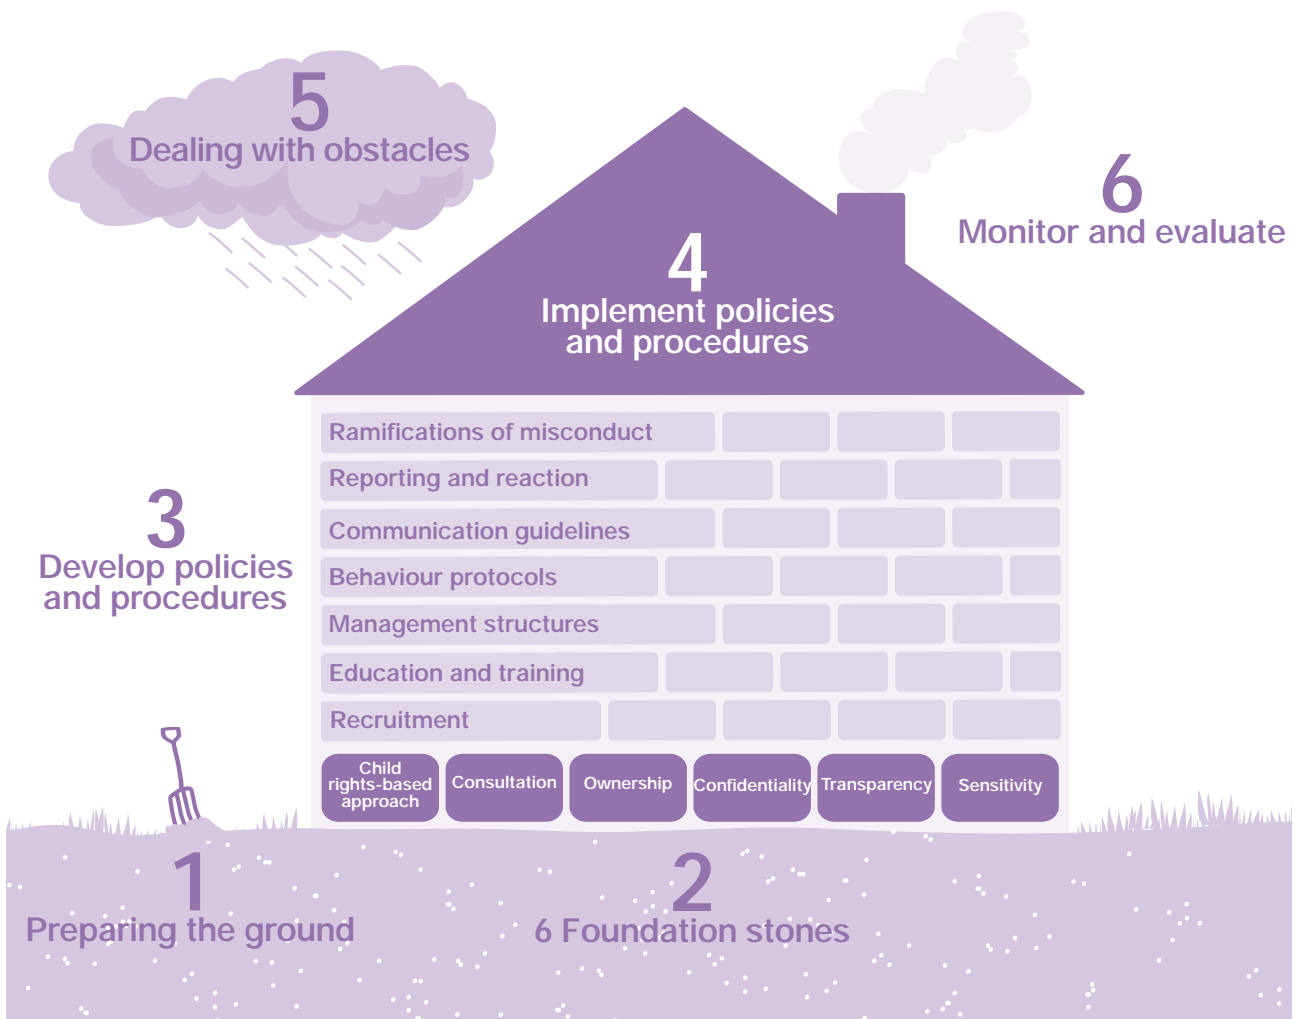 5
Dealing with obstacles
6
Monitor and evaluate
4
Implement policies
and procedures
Ramifications of misconduct
Reporting and reaction
Communication guidelines
Behaviour protocols
Management structures
Education and training
Recruitment
3
Develop policies
and procedures
Child
rights-based
approach
Consultation
Ownership
Confidentiality
Transparency
Sensitivity
1
Preparing the ground
2
6 Foundation stones